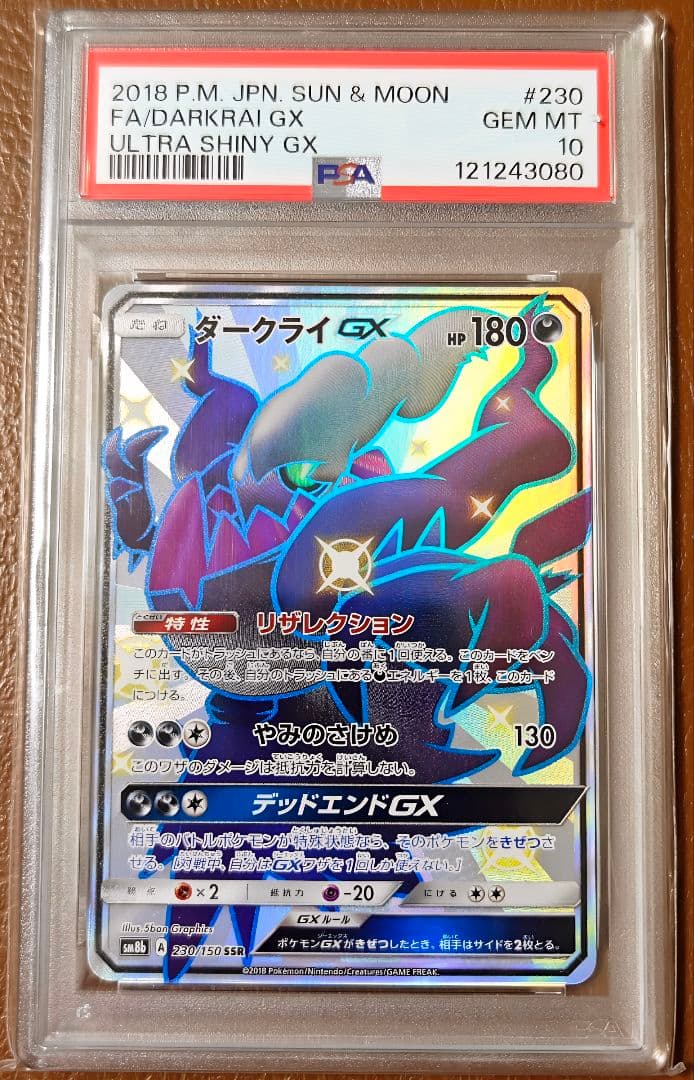 2018 P.M. JPN. SUN & MOON #230
FA/DARKRAI GX GEM MT
ULTRA SHINY GX 10
PSA 121243080
たね ダークライGX HP 180
とくせい
特性 リザレクション
このカードがトラッシュにあるなら、自分の番に1回使える。このカードをベン
チに出す。その後、自分のトラッシュにあるエネルギーを1枚、このカード
につける。
やみのさけめ 130
このワザのダメージは抵抗力を計算しない。
デッドエンドGX
相手のバトルポケモンが特殊状態なら、そのポケモンをきぜつさ
せる。[対戦中、自分はGXワザを1回しか使えない。]
弱点 ×2 抵抗力 -20 にげる
GXルール
ポケモンGXがきぜつしたとき、相手はサイドを2枚とる。
Illus. 5ban Graphics
SM8b A 230/150 SSR
©2018 Pokémon/Nintendo/Creatures/GAME FREAK.